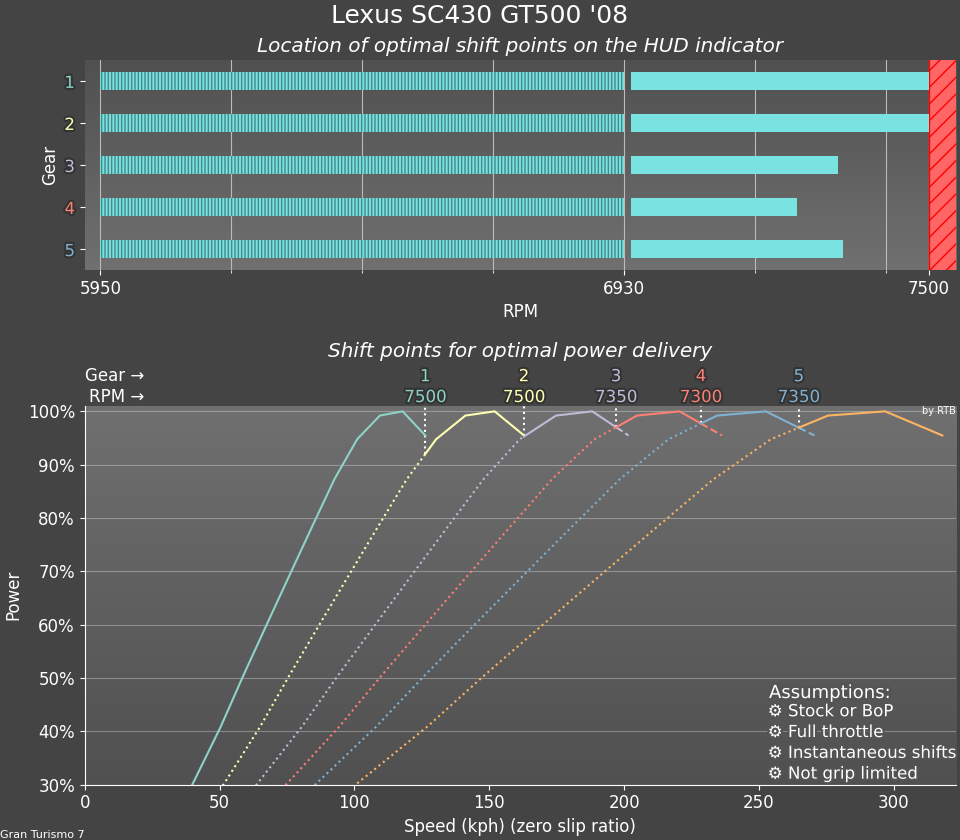 Lexus SC430 GT500 '08
Location of optimal shift points on the HUD indicator
Gear
1
2
3
4
5
5950 6930 7500
RPM
Shift points for optimal power delivery
Gear → 1 2 3 4 5
RPM → 7500 7500 7350 7300 7350
by RTB
Power
100%
90%
80%
70%
60%
50%
40%
30%
Assumptions:
⚙ Stock or BoP
⚙ Full throttle
⚙ Instantaneous shifts
⚙ Not grip limited
0 50 100 150 200 250 300
Speed (kph) (zero slip ratio)
Gran Turismo 7